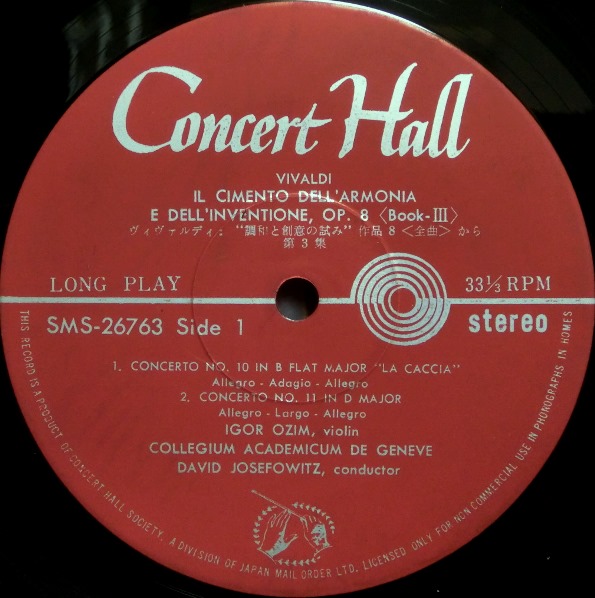 Concert Hall
VIVALDI
IL CIMENTO DELL'ARMONIA
E DELL'INVENTIONE, OP. 8 〈Book-III〉
ヴィヴァルディ：“調和と創意の試み” 作品8〈全曲〉から
第3集
LONG PLAY
33⅓ RPM
SMS-26763 Side 1
stereo
1. CONCERTO NO. 10 IN B FLAT MAJOR "LA CACCIA"
Allegro - Adagio - Allegro
2. CONCERTO NO. 11 IN D MAJOR
Allegro - Largo - Allegro
IGOR OZIM, violin
COLLEGIUM ACADEMICUM DE GENEVE
DAVID JOSEFOWITZ, conductor
THIS RECORD IS A PRODUCT OF CONCERT HALL SOCIETY, A DIVISION OF JAPAN MAIL ORDER LTD. LICENSED ONLY FOR NON COMMERCIAL USE IN PHONOGRAPHS IN HOMES